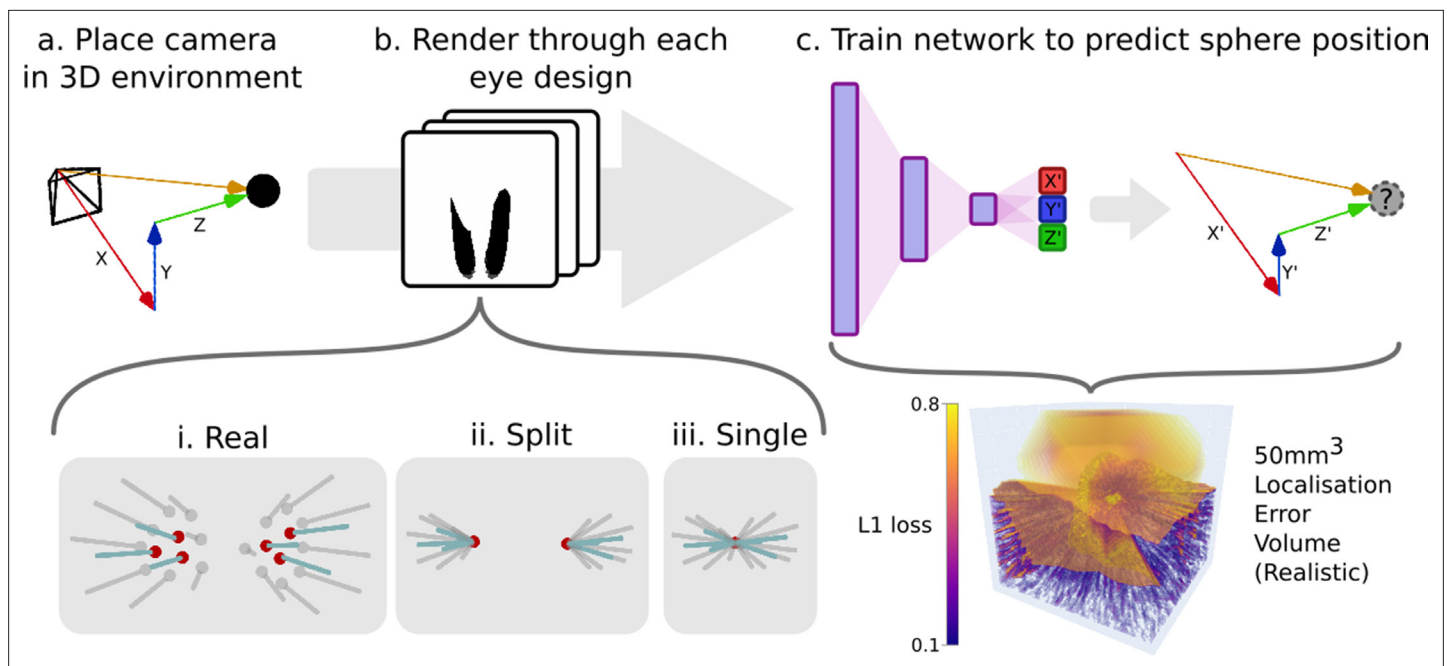 a. Place camera
in 3D environment
b. Render through each
eye design
c. Train network to predict sphere position
X
Y
Z
X'
Y'
Z'
X'
Y'
Z'
?
i. Real
ii. Split
iii. Single
0.8
L1 loss
0.1
50mm³
Localisation
Error
Volume
(Realistic)